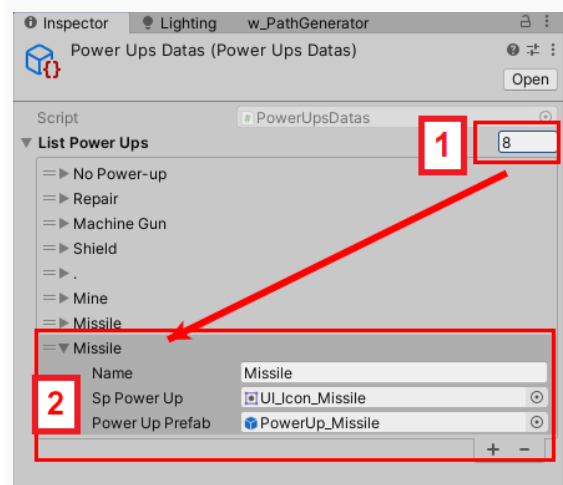 Inspector Lighting w_PathGenerator
Power Ups Datas (Power Ups Datas)
Open
Script PowerUpsDatas
List Power Ups 8
1
No Power-up
Repair
Machine Gun
Shield
.
Mine
Missile
Missile
Name Missile
2
Sp Power Up UI_Icon_Missile
Power Up Prefab PowerUp_Missile
+ -